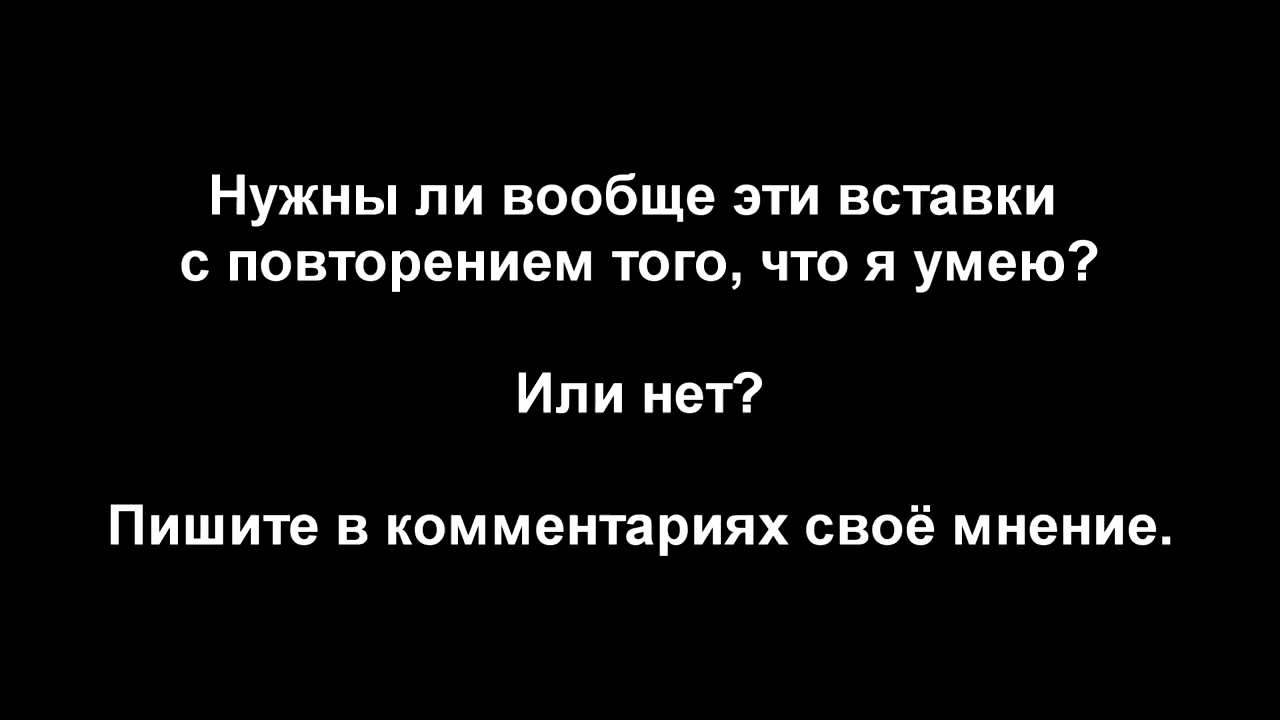 Нужны ли вообще эти вставки
с повторением того, что я умею?
Или нет?
Пишите в комментариях своё мнение.